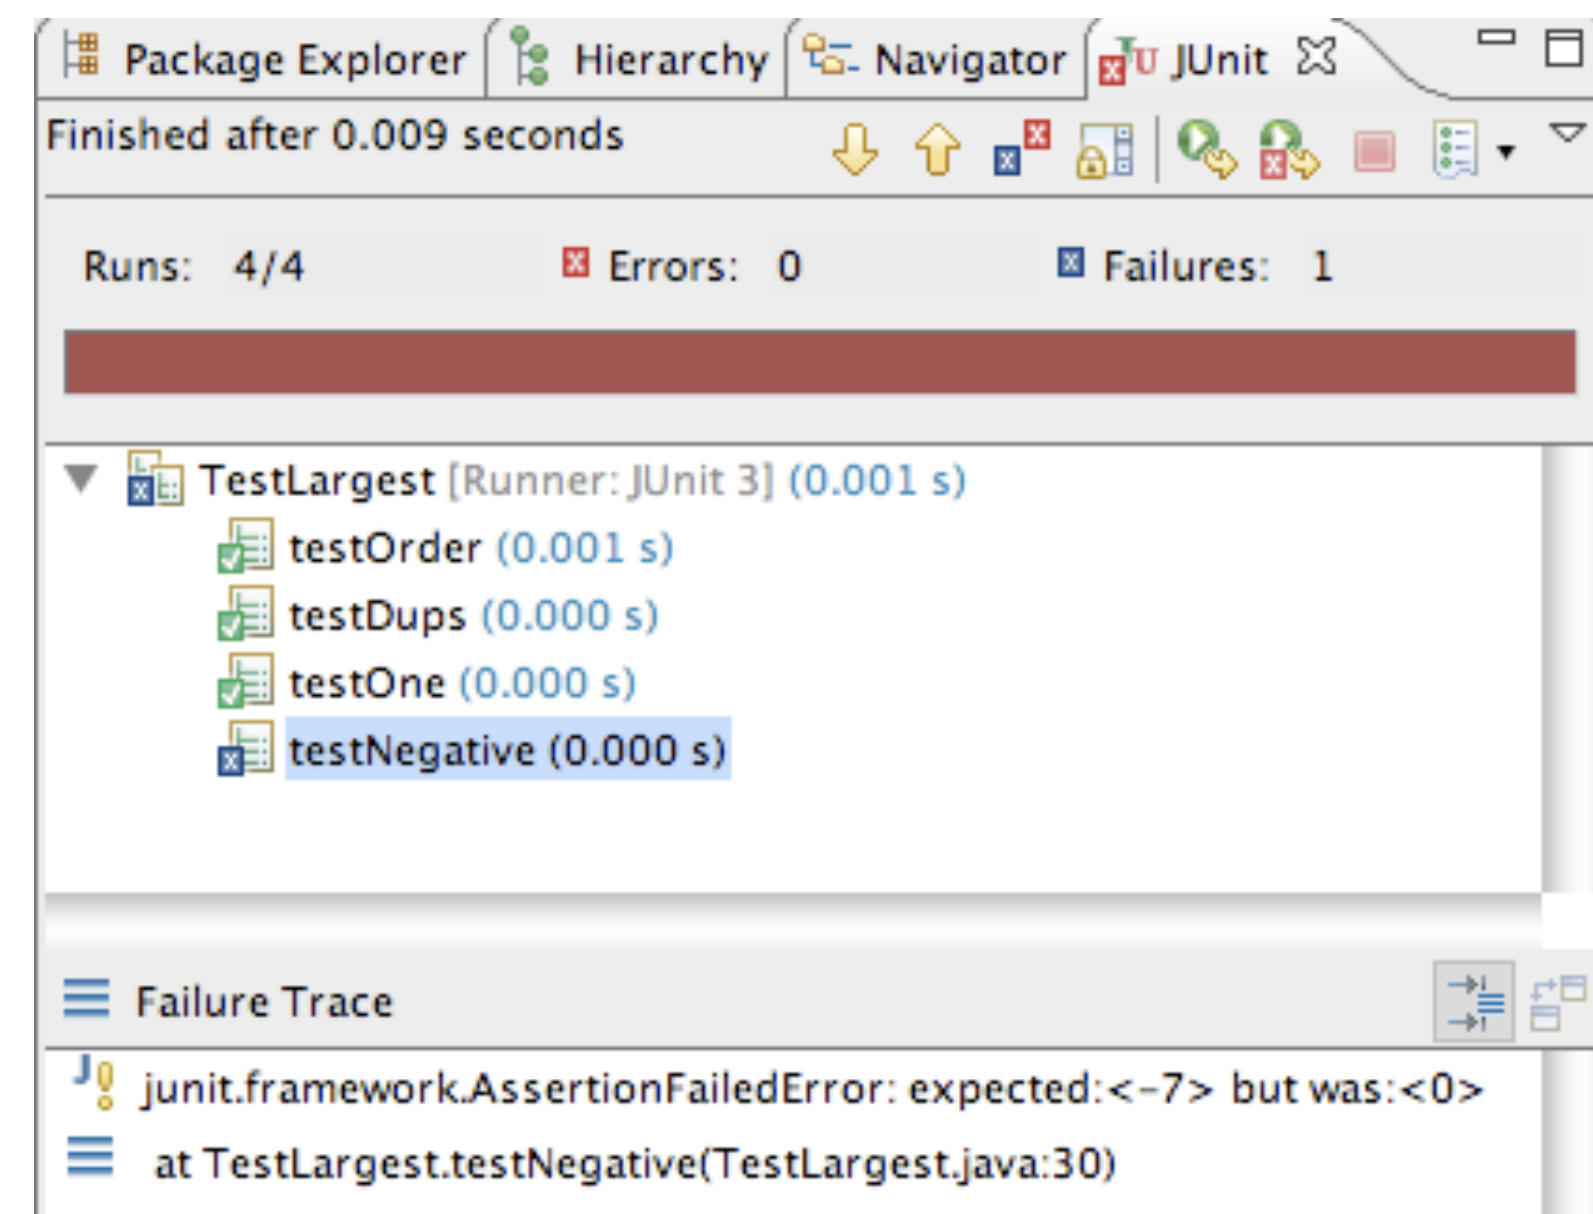 Package Explorer Hierarchy Navigator JUnit
Finished after 0.009 seconds
Runs: 4/4 Errors: 0 Failures: 1
TestLargest [Runner: JUnit 3] (0.001 s)
testOrder (0.001 s)
testDups (0.000 s)
testOne (0.000 s)
testNegative (0.000 s)
Failure Trace
junit.framework.AssertionFailedError: expected:<-7> but was:<0>
at TestLargest.testNegative(TestLargest.java:30)